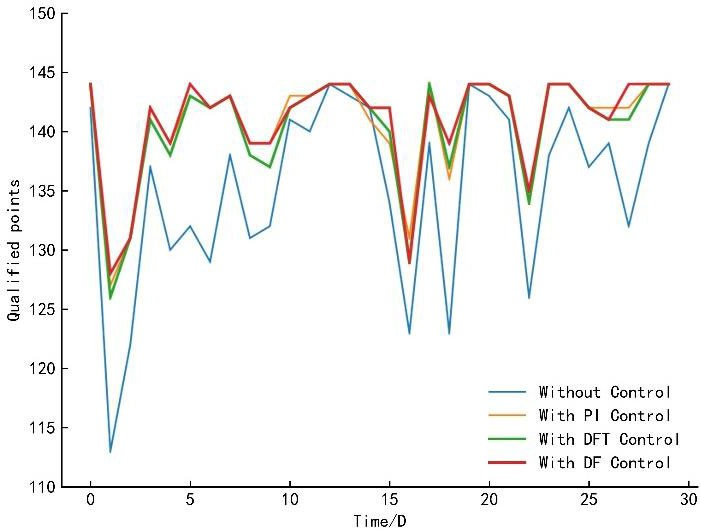 150
145
140
135
130
125
120
115
110
Qualified points
0 5 10 15 20 25 30
Time/D
Without Control
With PI Control
With DFT Control
With DF Control